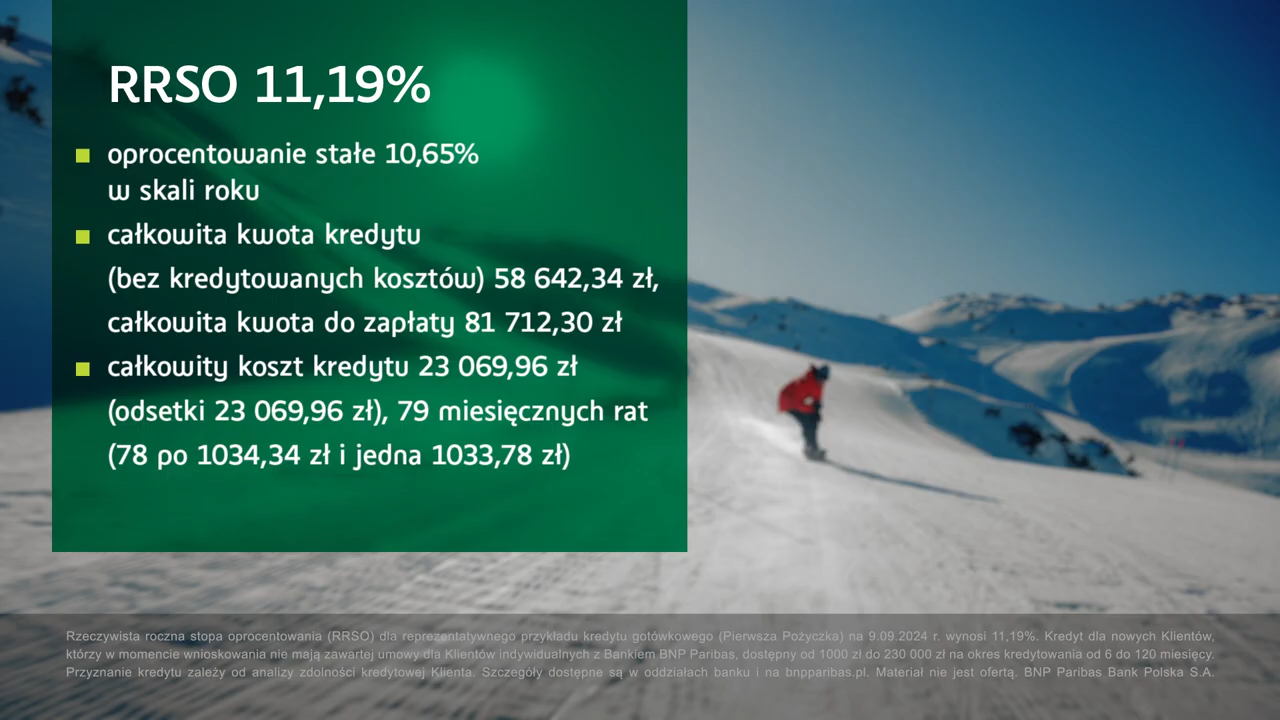 RRSO 11,19%
oprocentowanie stałe 10,65%
w skali roku
całkowita kwota kredytu
(bez kredytowanych kosztów) 58 642,34 zł,
całkowita kwota do zapłaty 81 712,30 zł
całkowity koszt kredytu 23 069,96 zł
(odsetki 23 069,96 zł), 79 miesięcznych rat
(78 po 1034,34 zł i jedna 1033,78 zł)
Rzeczywista roczna stopa oprocentowania (RRSO) dla reprezentatywnego przykładu kredytu gotówkowego (Pierwsza Pożyczka) na 9.09.2024 r. wynosi 11,19%. Kredyt dla nowych Klientów,
którzy w momencie wnioskowania nie mają zawartej umowy dla Klientów indywidualnych z Bankiem BNP Paribas, dostępny od 1000 zł do 230 000 zł na okres kredytowania od 6 do 120 miesięcy.
Przyznanie kredytu zależy od analizy zdolności kredytowej Klienta. Szczegóły dostępne są w oddziałach banku i na bnpparibas.pl. Materiał nie jest ofertą. BNP Paribas Bank Polska S.A.